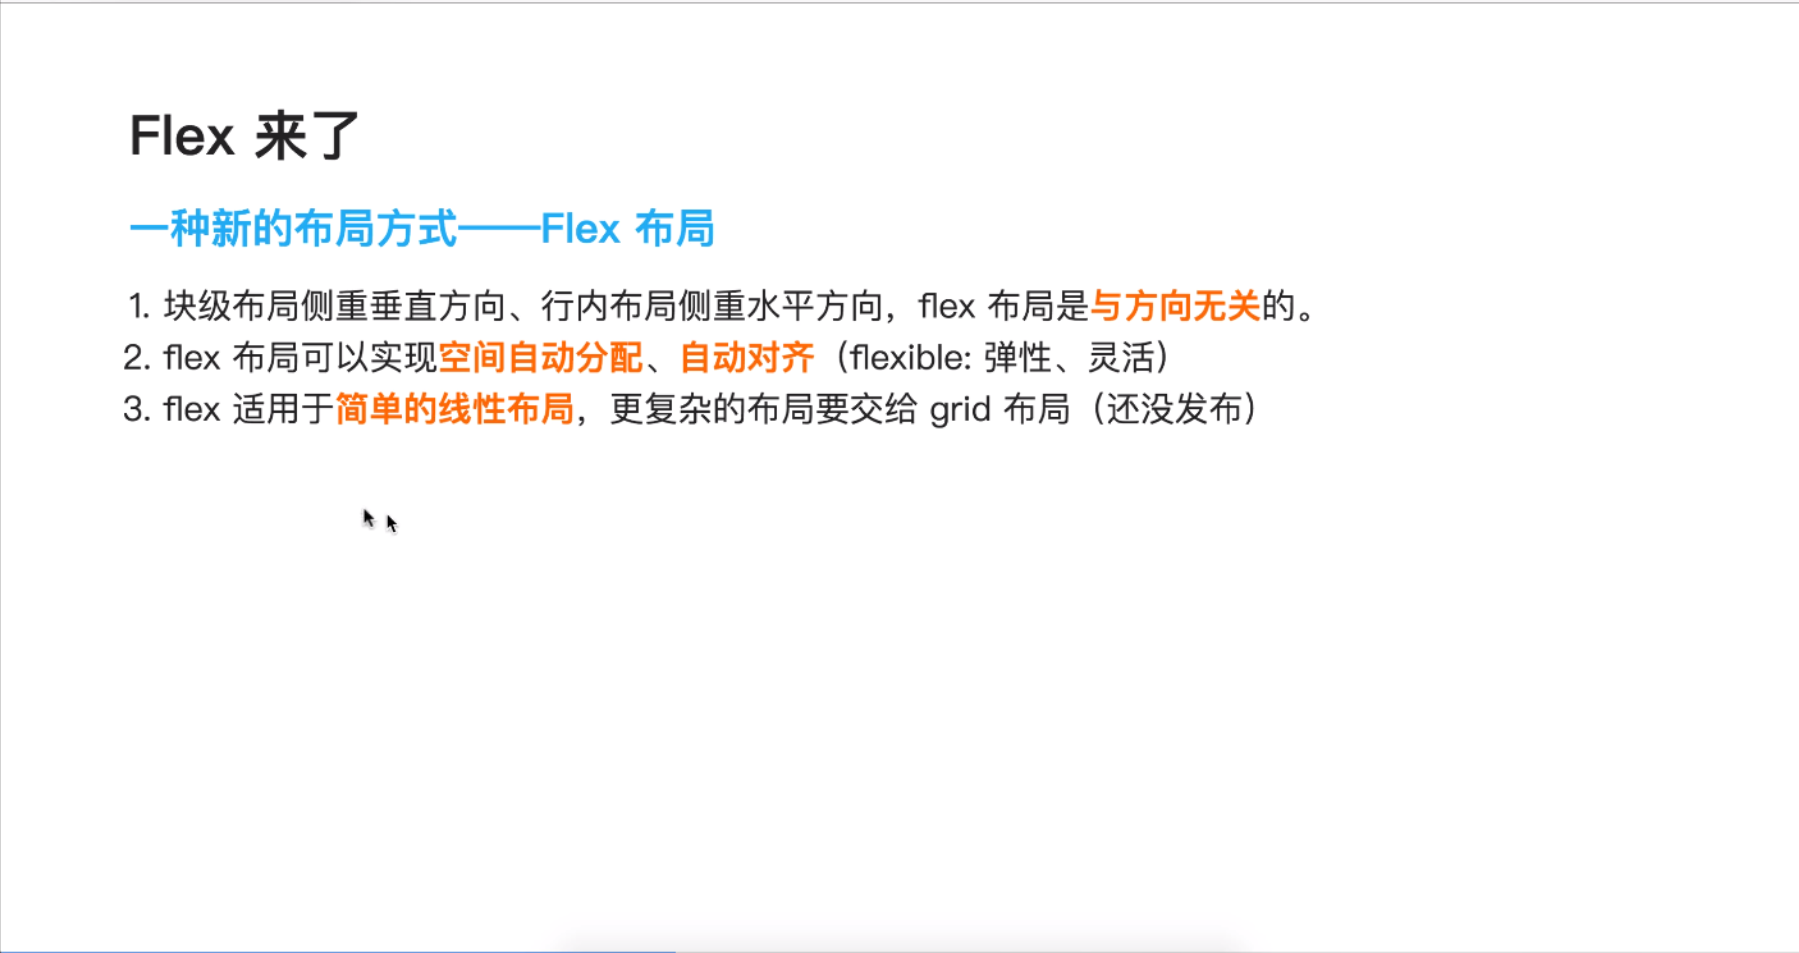 Flex 来了
一种新的布局方式——Flex 布局
1. 块级布局侧重垂直方向、行内布局侧重水平方向，flex 布局是与方向无关的。
2. flex 布局可以实现空间自动分配、自动对齐（flexible: 弹性、灵活）
3. flex 适用于简单的线性布局，更复杂的布局要交给 grid 布局（还没发布）